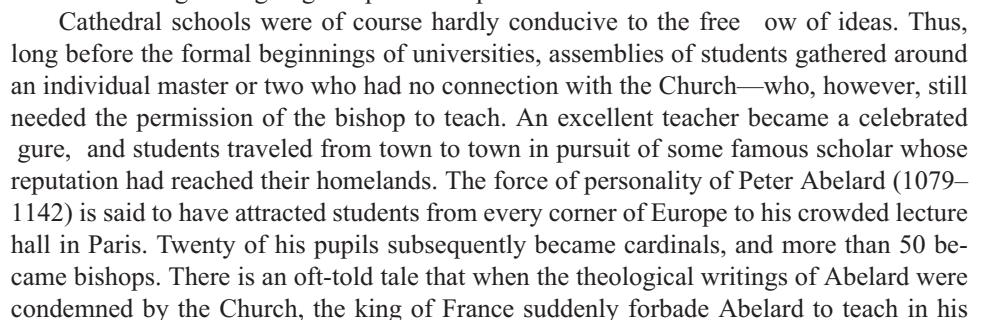 Cathedral schools were of course hardly conducive to the free ow of ideas. Thus,
long before the formal beginnings of universities, assemblies of students gathered around
an individual master or two who had no connection with the Church—who, however, still
needed the permission of the bishop to teach. An excellent teacher became a celebrated
gure, and students traveled from town to town in pursuit of some famous scholar whose
reputation had reached their homelands. The force of personality of Peter Abelard (1079–
1142) is said to have attracted students from every corner of Europe to his crowded lecture
hall in Paris. Twenty of his pupils subsequently became cardinals, and more than 50 be-
came bishops. There is an oft-told tale that when the theological writings of Abelard were
condemned by the Church, the king of France suddenly forbade Abelard to teach in his